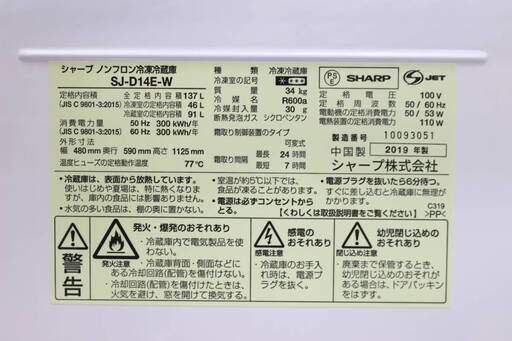 シャープ ノンフロン冷凍冷蔵庫
SJ-D14E-W
定格内容積 全定格内容積 137 L
(JIS C 9801-3:2015) 冷凍室の定格内容積 46 L
冷蔵室の定格内容積 91 L
消費電力量 50 Hz 300 kWh/年
(JIS C 9801-3:2015) 60 Hz 300 kWh/年
外形寸法
幅 480 mm 奥行 590 mm 高さ 1125 mm
温度ヒューズの定格動作温度 77℃
種類 冷凍冷蔵庫
冷凍室の記号
質量 34 kg
冷媒 R600a
冷媒封入量 30 g
断熱材発泡ガス シクロペンタン
霜取り制御装置のタイプ
可変式
霜取り間隔 最長 24 時間
最短 7 時間
PS E SHARP S JET
定格電圧 100 V
定格周波数 50 / 60 Hz
電動機の定格消費電力 50 / 53 W
電熱装置の定格消費電力 110 W
製造番号 10093051
中国製 2019 年製
シャープ株式会社
●冷蔵庫は、表面から放熱しています。
使いはじめや夏場は、特に熱くなりますが、異常ではありません。
●水気の多い食品は、奥に置かない。
室温が約5℃以下では、食品が凍ることがあります。
●電源は必ずコンセントからとる。
●電源プラグを抜いたら6分待つ。
すぐに差し込むと冷蔵庫に無理がかかり、故障することがあります。
【くわしくは取扱説明書をご覧ください】
C319
>PP<
警告
発火注意
発火・爆発のおそれあり
・冷蔵庫内で電気製品を使わない。
・冷蔵庫背面・側面などにある冷却回路(配管)を傷付けない。
・冷却回路(配管)を傷付けたときは、火気を避け、窓を開けて換気する。
感電注意
感電のおそれあり
・冷蔵庫のお手入れ時は、電源プラグを抜く。
幼児閉じ込めのおそれあり
・廃棄まで保管するとき、幼児閉じ込めのおそれがある場合は、ドアパッキンをはずす。